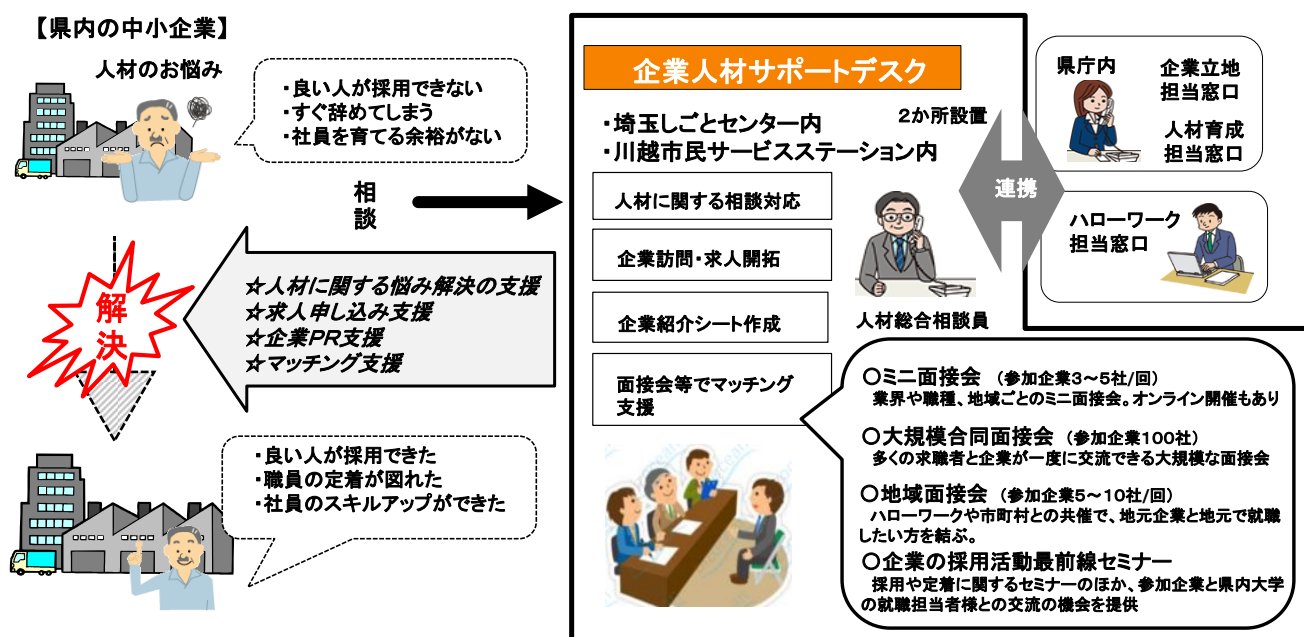 【県内の中小企業】
人材のお悩み
・良い人が採用できない
・すぐ辞めてしまう
・社員を育てる余裕がない
相談
企業人材サポートデスク
2か所設置
・埼玉しごとセンター内
・川越市民サービスステーション内
人材に関する相談対応
企業訪問・求人開拓
企業紹介シート作成
面接会等でマッチング
支援
人材総合相談員
連携
県庁内
企業立地
担当窓口
人材育成
担当窓口
ハローワーク
担当窓口
☆人材に関する悩み解決の支援
☆求人申し込み支援
☆企業PR支援
☆マッチング支援
解決
・良い人が採用できた
・職員の定着が図れた
・社員のスキルアップができた
○ミニ面接会 (参加企業3~5社/回)
業界や職種、地域ごとのミニ面接会。オンライン開催もあり
○大規模合同面接会 (参加企業100社)
多くの求職者と企業が一度に交流できる大規模な面接会
○地域面接会 (参加企業5~10社/回)
ハローワークや市町村との共催で、地元企業と地元で就職
したい方を結ぶ。
○企業の採用活動最前線セミナー
採用や定着に関するセミナーのほか、参加企業と県内大学
の就職担当者様との交流の機会を提供